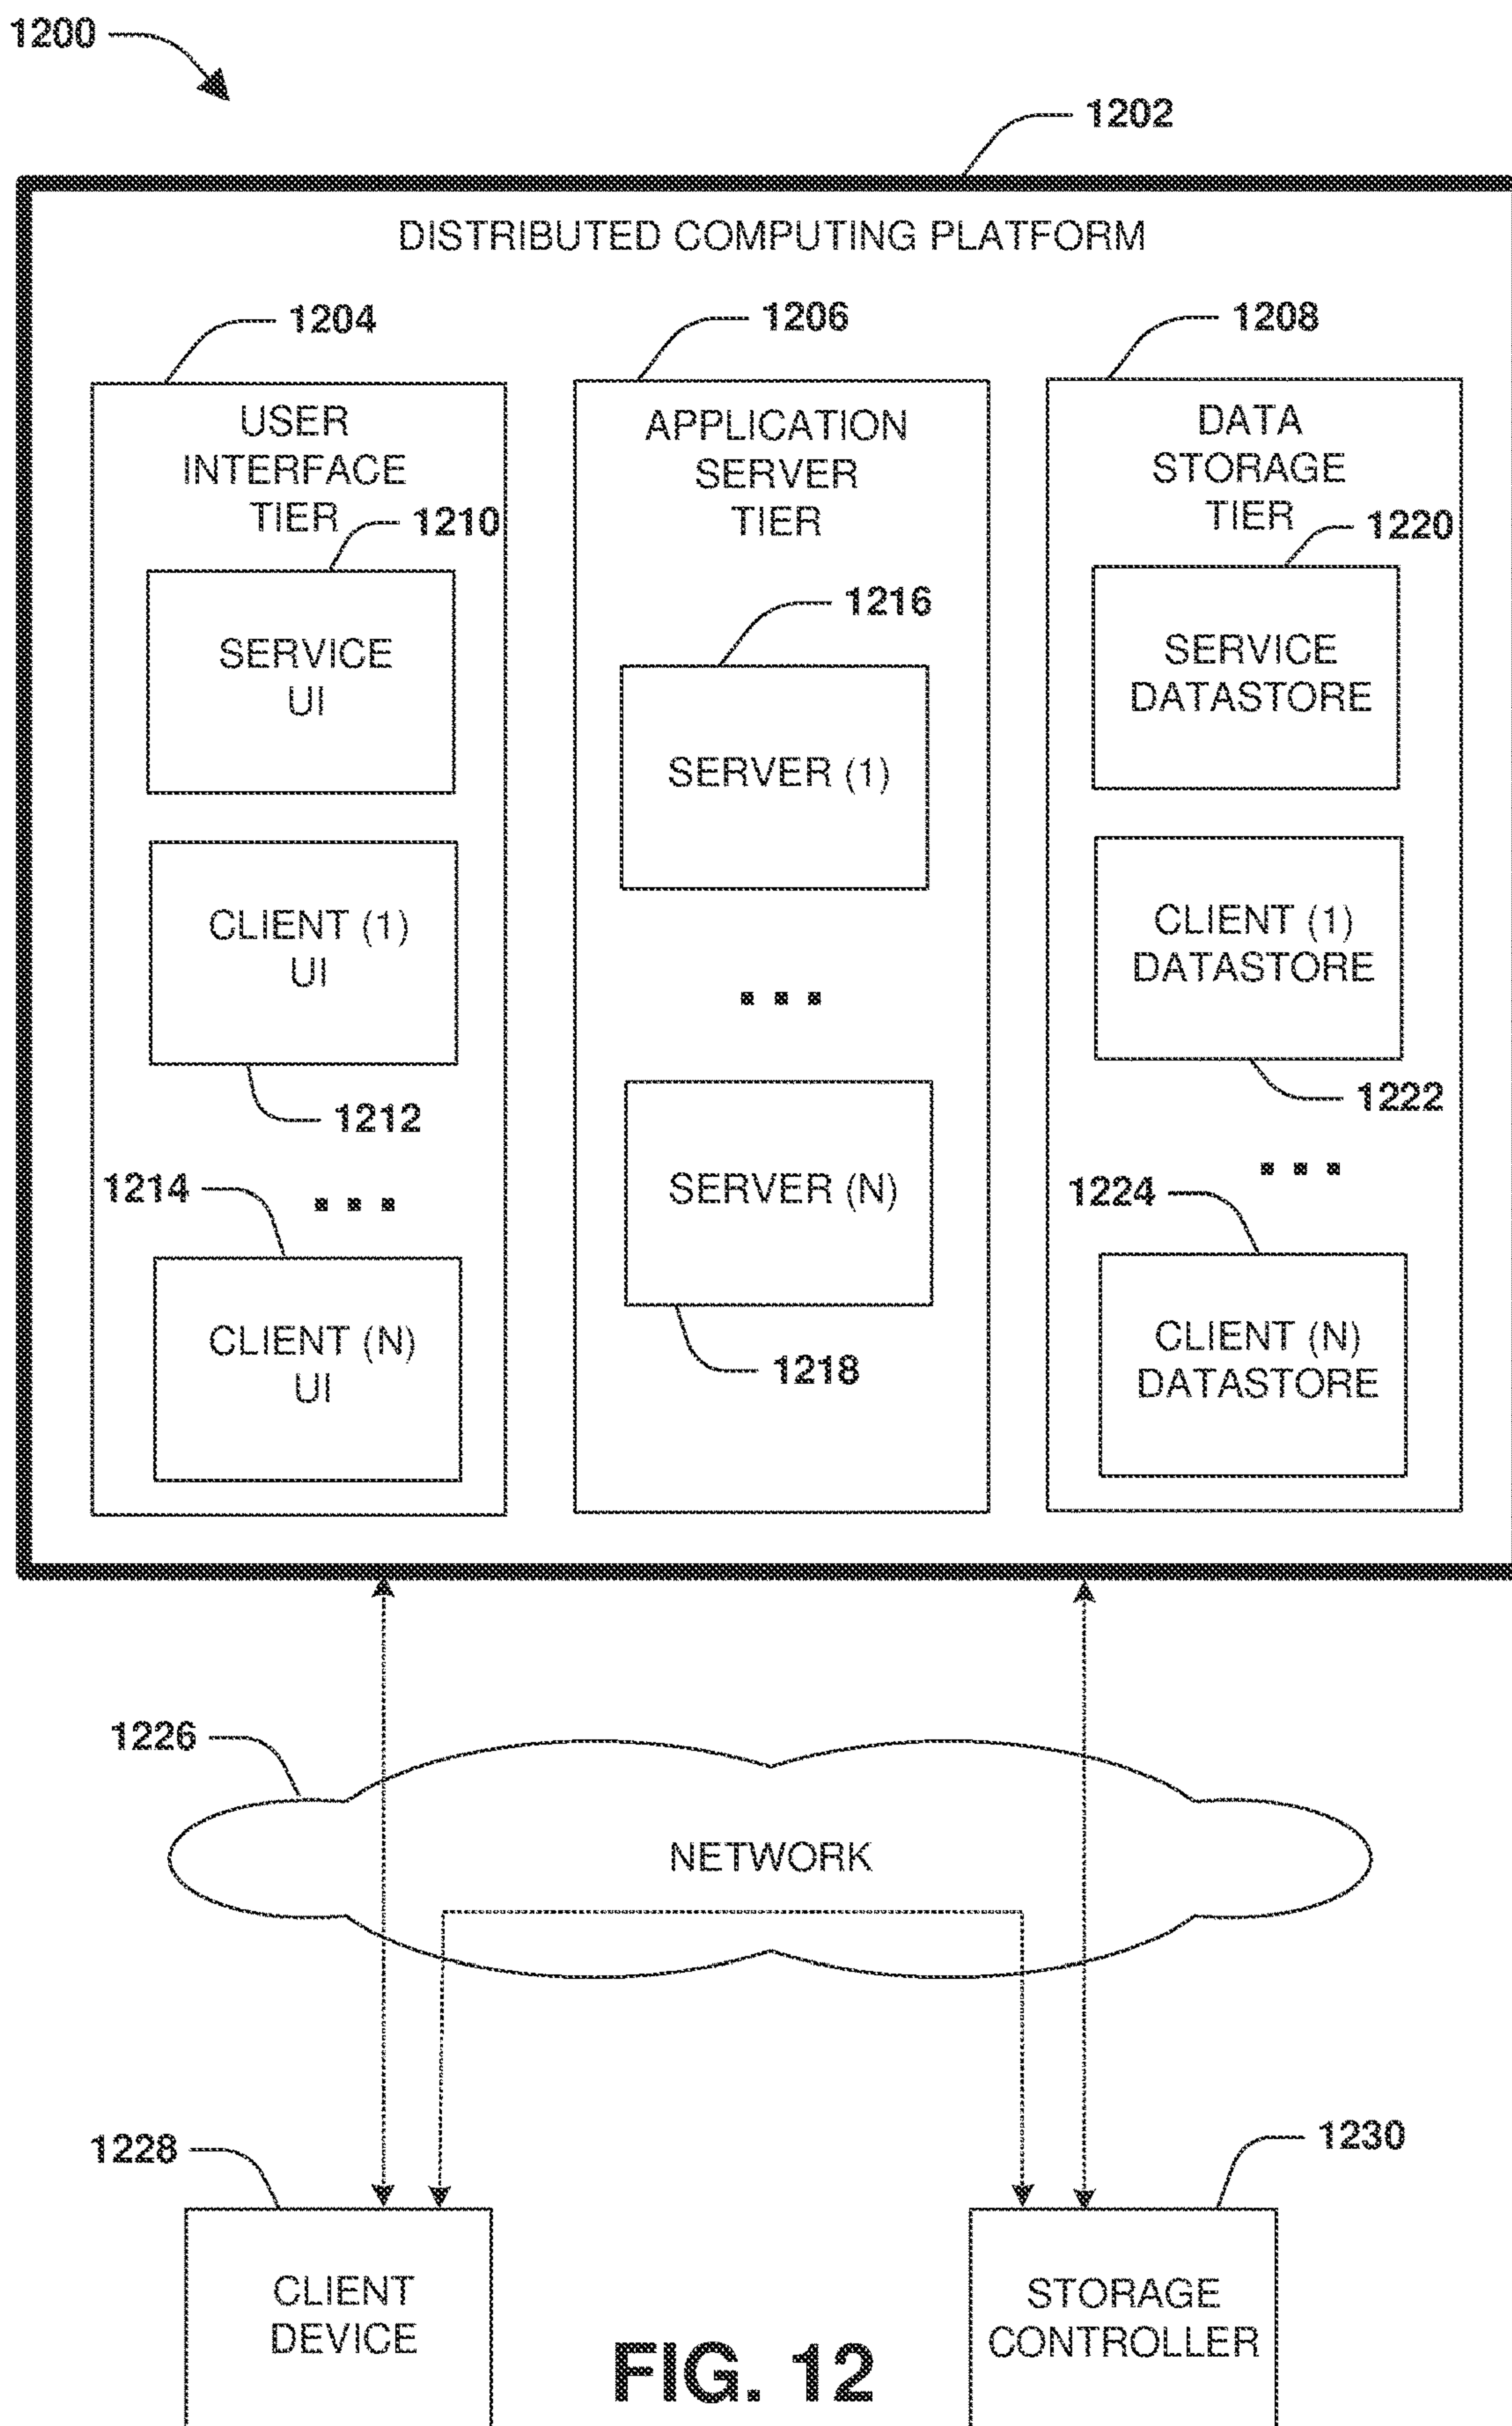 1200
1202
DISTRIBUTED COMPUTING PLATFORM
1204
1206
1208
USER
INTERFACE
TIER
1210
SERVICE
UI
CLIENT (1)
UI
1212
1214
...
CLIENT (N)
UI
APPLICATION
SERVER
TIER
1216
SERVER (1)
...
SERVER (N)
1218
DATA
STORAGE
TIER
1220
SERVICE
DATASTORE
CLIENT (1)
DATASTORE
1222
...
1224
CLIENT (N)
DATASTORE
1226
NETWORK
1228
CLIENT
DEVICE
1230
STORAGE
CONTROLLER
FIG. 12